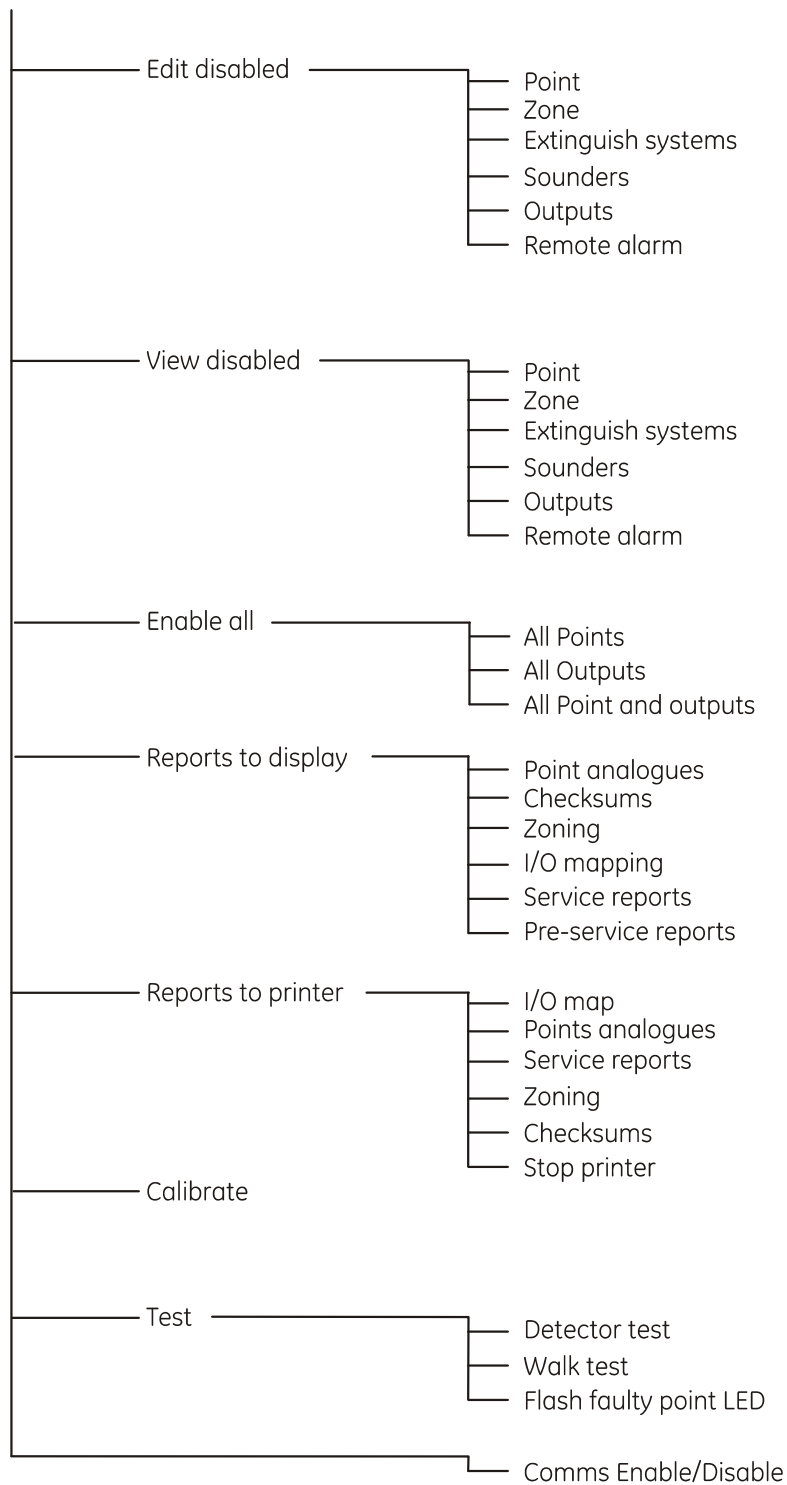 Edit disabled
Point
Zone
Extinguish systems
Sounders
Outputs
Remote alarm
View disabled
Point
Zone
Extinguish systems
Sounders
Outputs
Remote alarm
Enable all
All Points
All Outputs
All Point and outputs
Reports to display
Point analogues
Checksums
Zoning
I/O mapping
Service reports
Pre-service reports
Reports to printer
I/O map
Points analogues
Service reports
Zoning
Checksums
Stop printer
Calibrate
Test
Detector test
Walk test
Flash faulty point LED
Comms Enable/Disable